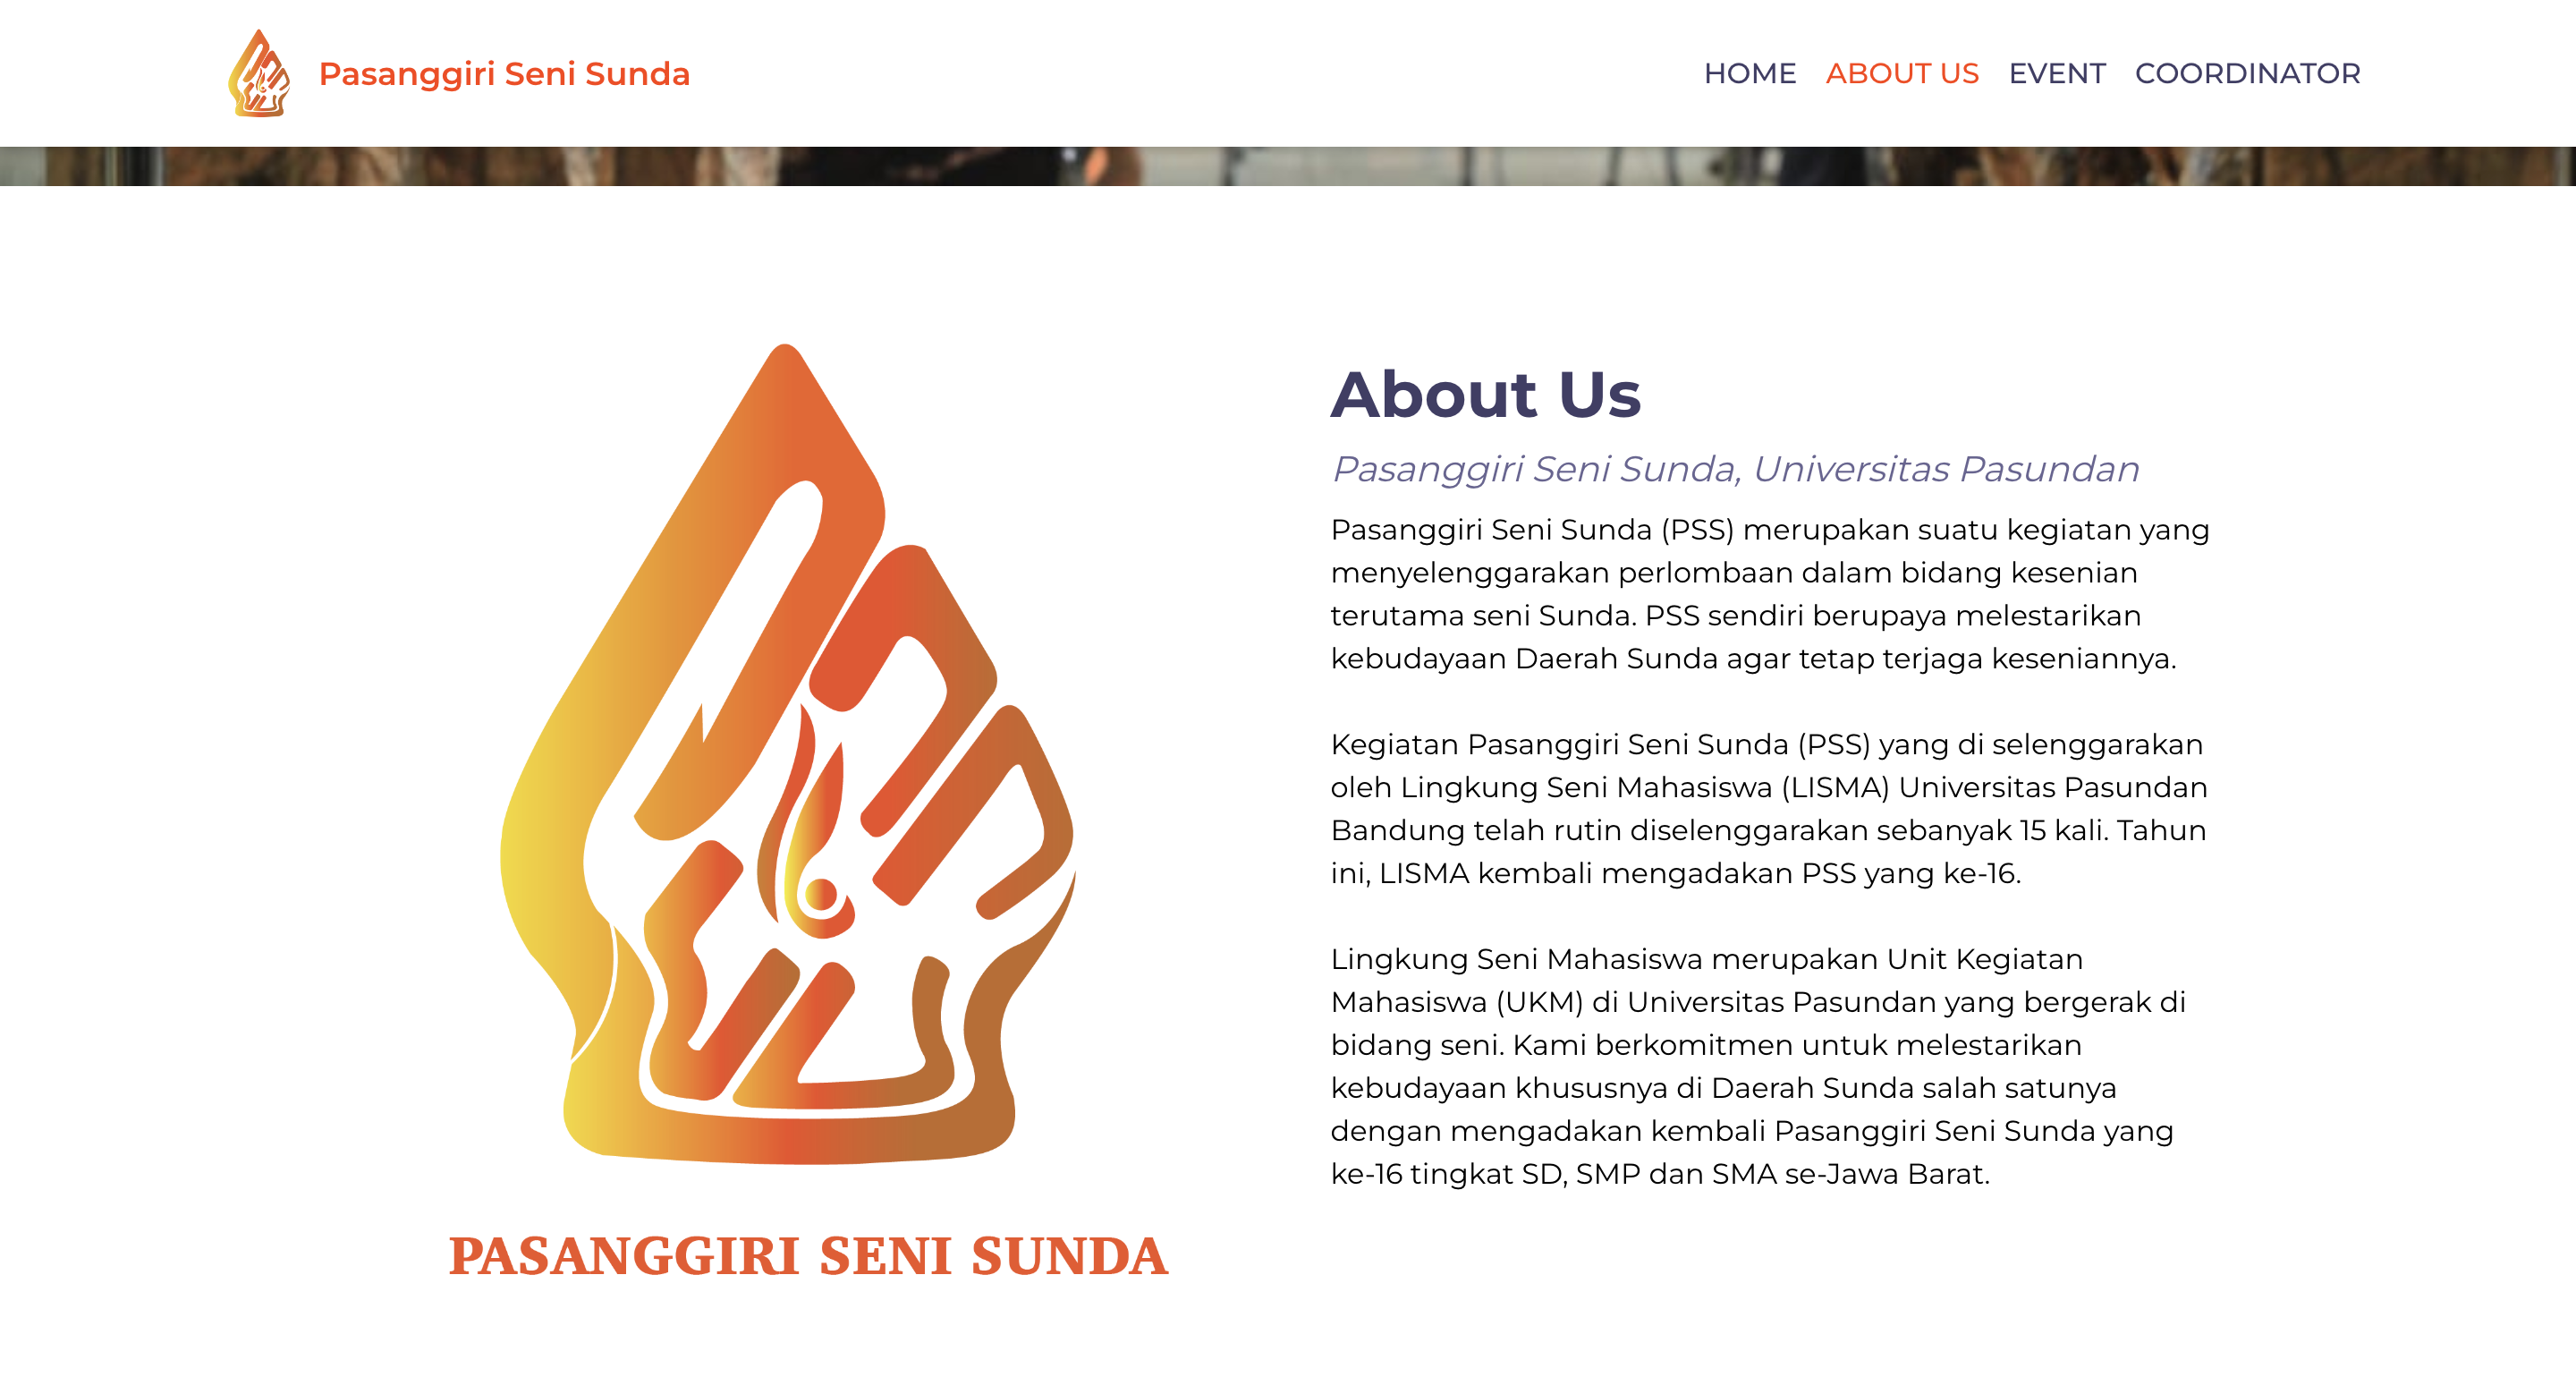 Pasanggiri Seni Sunda
HOME ABOUT US EVENT COORDINATOR
About Us
Pasanggiri Seni Sunda, Universitas Pasundan
Pasanggiri Seni Sunda (PSS) merupakan suatu kegiatan yang
menyelenggarakan perlombaan dalam bidang kesenian
terutama seni Sunda. PSS sendiri berupaya melestarikan
kebudayaan Daerah Sunda agar tetap terjaga keseniannya.
Kegiatan Pasanggiri Seni Sunda (PSS) yang di selenggarakan
oleh Lingkung Seni Mahasiswa (LISMA) Universitas Pasundan
Bandung telah rutin diselenggarakan sebanyak 15 kali. Tahun
ini, LISMA kembali mengadakan PSS yang ke-16.
Lingkung Seni Mahasiswa merupakan Unit Kegiatan
Mahasiswa (UKM) di Universitas Pasundan yang bergerak di
bidang seni. Kami berkomitmen untuk melestarikan
kebudayaan khususnya di Daerah Sunda salah satunya
dengan mengadakan kembali Pasanggiri Seni Sunda yang
ke-16 tingkat SD, SMP dan SMA se-Jawa Barat.
PASANGGIRI SENI SUNDA